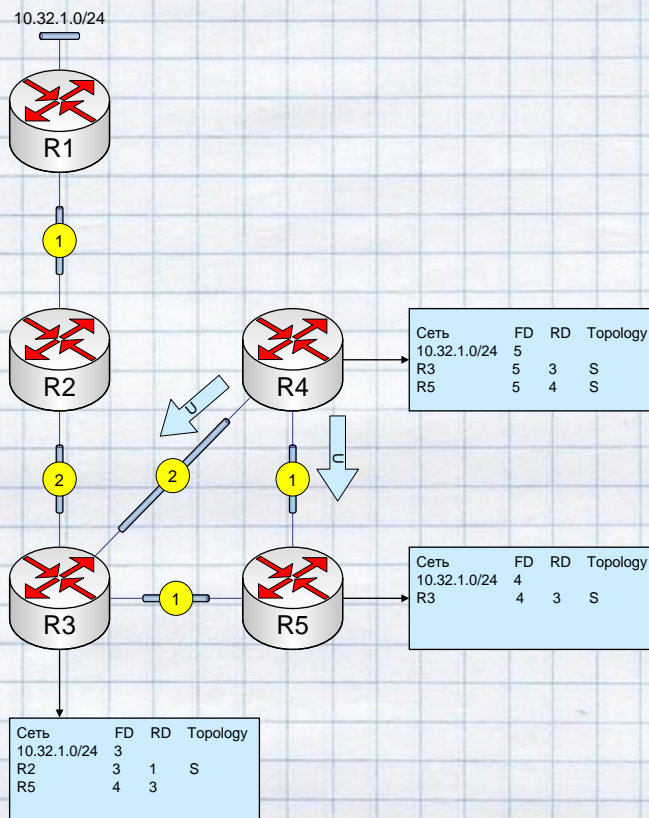 10.32.1.0/24
R1
1
R2
R4
Сеть FD RD Topology
10.32.1.0/24 5
R3 5 3 S
R5 5 4 S
U
U
2
2
1
R3
1
R5
Сеть FD RD Topology
10.32.1.0/24 4
R3 4 3 S
Сеть FD RD Topology
10.32.1.0/24 3
R2 3 1 S
R5 4 3